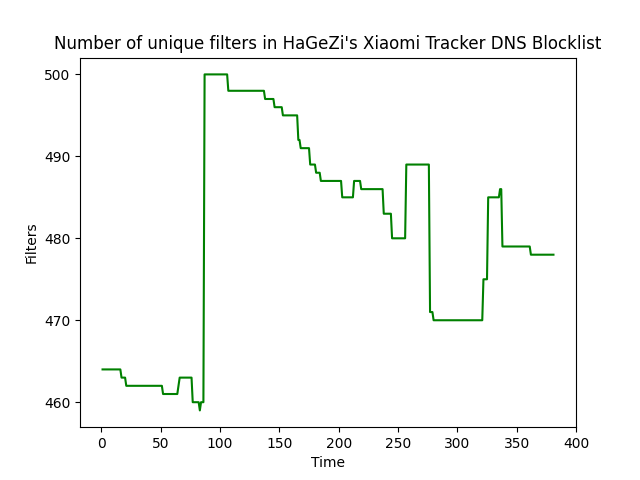 Number of unique filters in HaGeZi's Xiaomi Tracker DNS Blocklist
Filters
500
490
480
470
460
0 50 100 150 200 250 300 350 400
Time